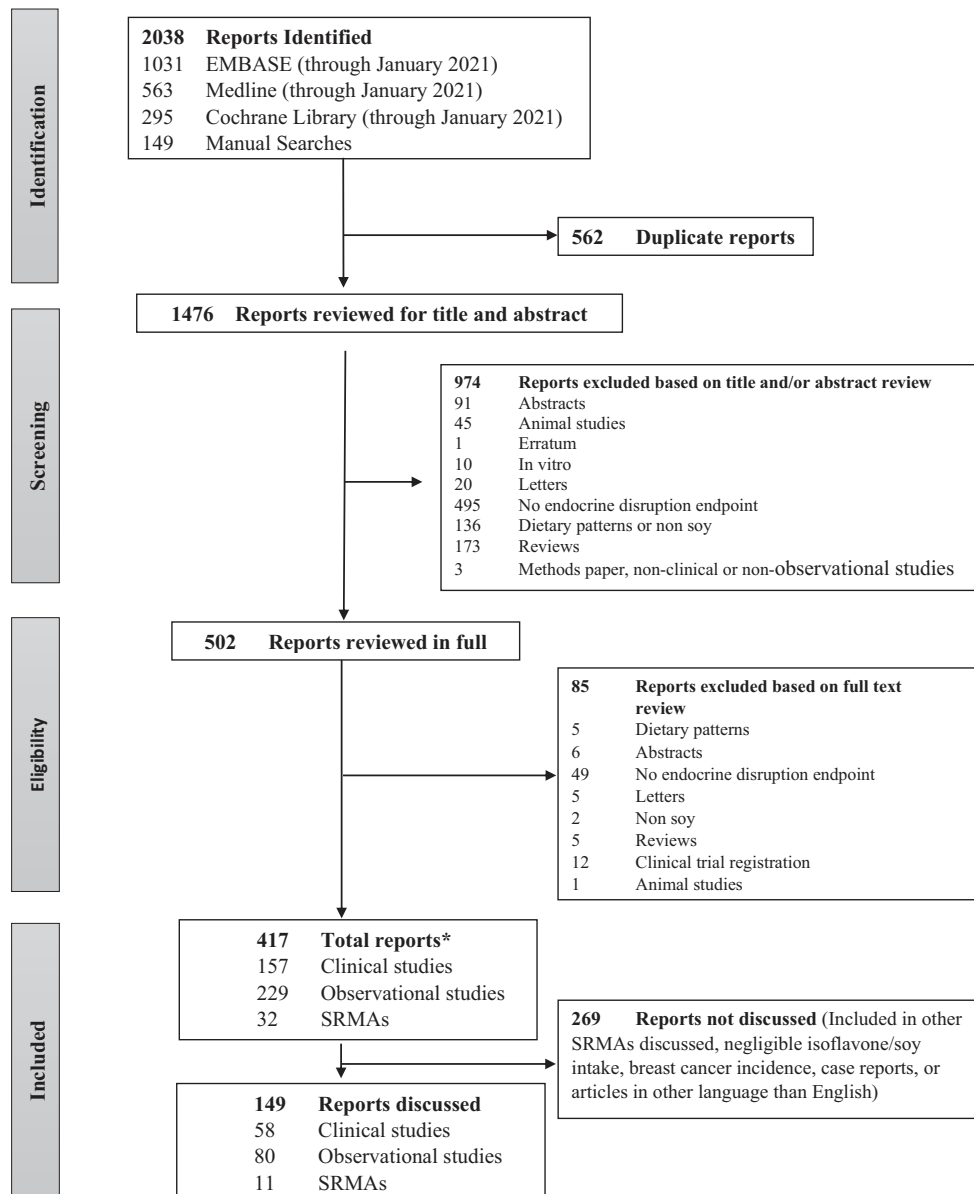 Identification
2038 Reports Identified
1031 EMBASE (through January 2021)
563 Medline (through January 2021)
295 Cochrane Library (through January 2021)
149 Manual Searches
562 Duplicate reports
Screening
1476 Reports reviewed for title and abstract
974 Reports excluded based on title and/or abstract review
91 Abstracts
45 Animal studies
1 Erratum
10 In vitro
20 Letters
495 No endocrine disruption endpoint
136 Dietary patterns or non soy
173 Reviews
3 Methods paper, non-clinical or non-observational studies
Eligibility
502 Reports reviewed in full
85 Reports excluded based on full text
review
5 Dietary patterns
6 Abstracts
49 No endocrine disruption endpoint
5 Letters
2 Non soy
5 Reviews
12 Clinical trial registration
1 Animal studies
Included
417 Total reports*
157 Clinical studies
229 Observational studies
32 SRMAs
269 Reports not discussed (Included in other
SRMAs discussed, negligible isoflavone/soy
intake, breast cancer incidence, case reports, or
articles in other language than English)
149 Reports discussed
58 Clinical studies
80 Observational studies
11 SRMAs